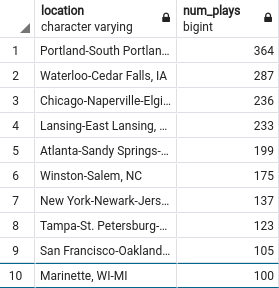 location num_plays
character varying bigint
1 Portland-South Portlan... 364
2 Waterloo-Cedar Falls, IA 287
3 Chicago-Naperville-Elgi... 236
4 Lansing-East Lansing, ... 233
5 Atlanta-Sandy Springs-... 199
6 Winston-Salem, NC 175
7 New York-Newark-Jers... 137
8 Tampa-St. Petersburg-... 123
9 San Francisco-Oakland... 105
10 Marinette, WI-MI 100